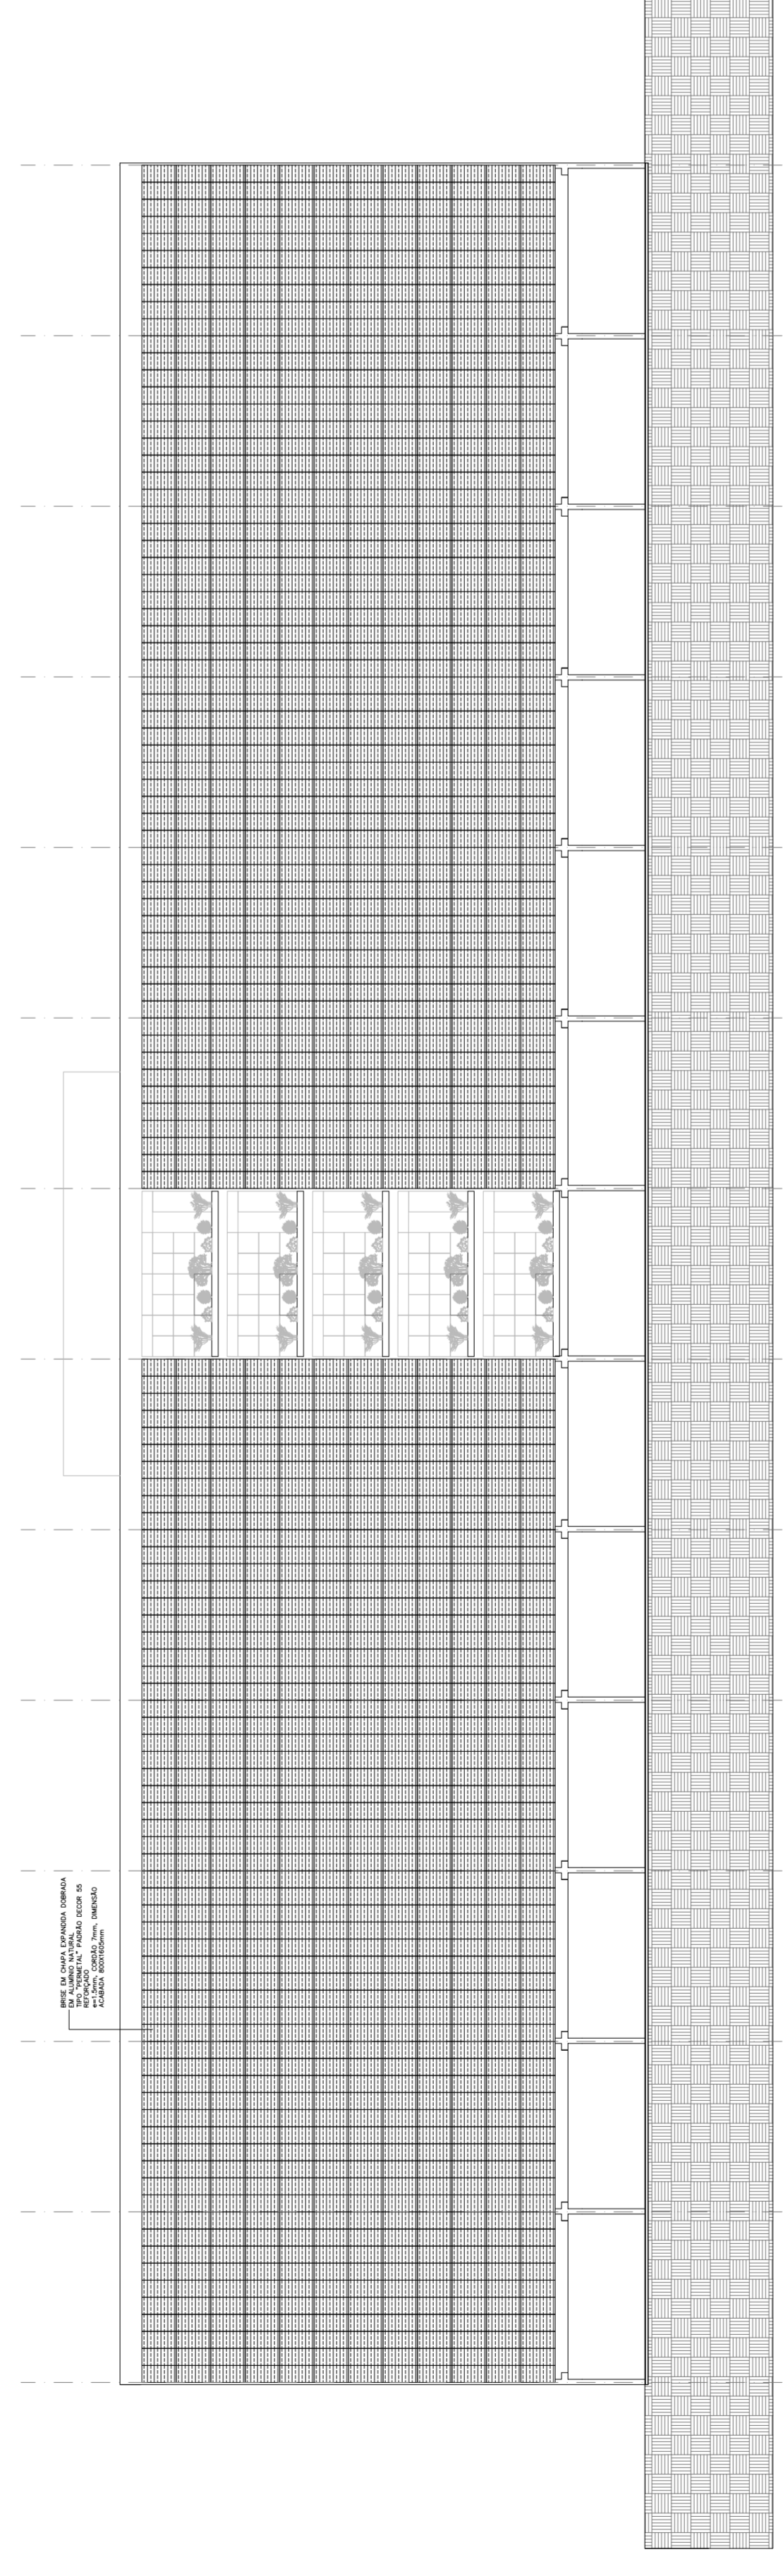 BRISE EM CHAPA EXPANDIDA DOBRADA
EM ALUMÍNIO NATURAL
TIPO "PERMETAL" PADRÃO DECOR 55
REFORÇADO
e=1.5mm, CORDÃO 7mm, DIMENSÃO
ACABADA 800X1605mm